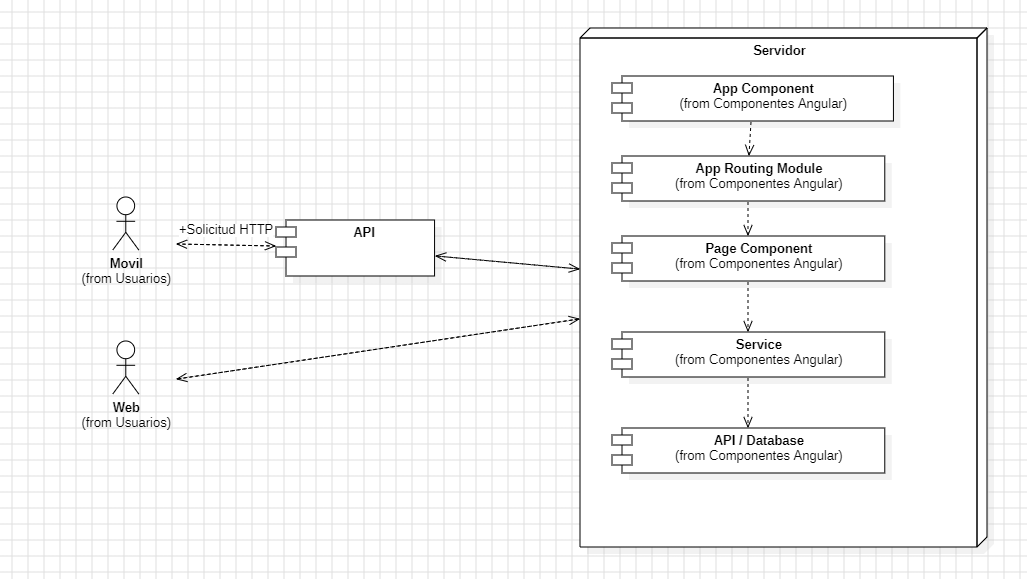 Servidor
App Component
(from Componentes Angular)
App Routing Module
(from Componentes Angular)
Page Component
(from Componentes Angular)
Service
(from Componentes Angular)
API / Database
(from Componentes Angular)
+Solicitud HTTP
API
Movil
(from Usuarios)
Web
(from Usuarios)